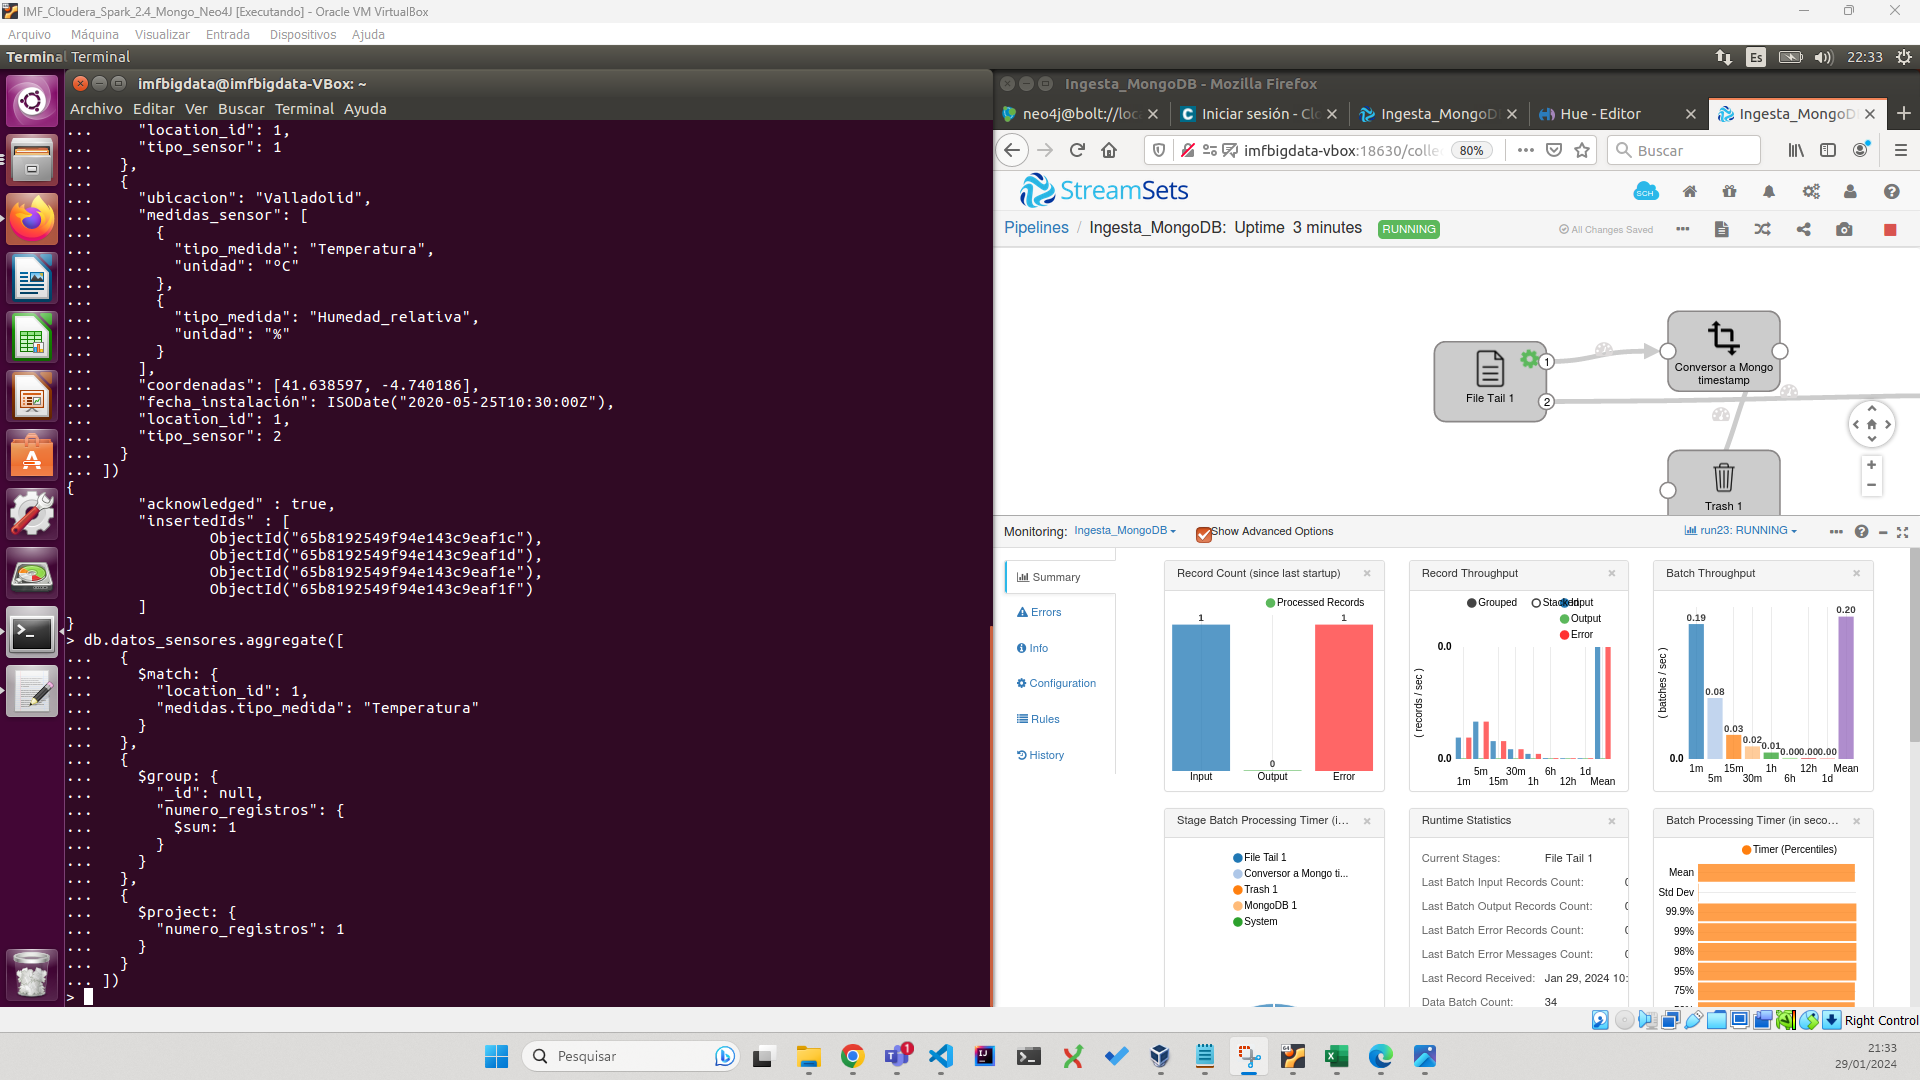 IMF_Cloudera_Spark_2.4_Mongo_Neo4J [Executando] - Oracle VM VirtualBox
Arquivo Máquina Visualizar Entrada Dispositivos Ajuda
Terminal Terminal
Es
22:33
imfbigdata@imfbigdata-VBox: ~
Archivo Editar Ver Buscar Terminal Ayuda
... "location_id": 1,
... "tipo_sensor": 1
... },
... {
... "ubicacion": "Valladolid",
... "medidas_sensor": [
... {
... "tipo_medida": "Temperatura",
... "unidad": "ºC"
... },
... {
... "tipo_medida": "Humedad_relativa",
... "unidad": "%"
... }
... ],
... "coordenadas": [41.638597, -4.740186],
... "fecha_instalación": ISODate("2020-05-25T10:30:00Z"),
... "location_id": 1,
... "tipo_sensor": 2
... }
... ])
{
"acknowledged" : true,
"insertedIds" : [
ObjectId("65b8192549f94e143c9eaf1c"),
ObjectId("65b8192549f94e143c9eaf1d"),
ObjectId("65b8192549f94e143c9eaf1e"),
ObjectId("65b8192549f94e143c9eaf1f")
]
}
> db.datos_sensores.aggregate([
... {
... $match: {
... "location_id": 1,
... "medidas.tipo_medida": "Temperatura"
... }
... },
... {
... $group: {
... "_id": null,
... "numero_registros": {
... $sum: 1
... }
... }
... },
... {
... $project: {
... "numero_registros": 1
... }
... }
... ])
>
Ingesta_MongoDB - Mozilla Firefox
neo4j@bolt://loc
Iniciar sesión - Clo
Ingesta_MongoD
Hue - Editor
Ingesta_MongoD
imfbigdata-vbox:18630/colle
80%
Buscar
StreamSets
SCH
Pipelines / Ingesta_MongoDB: Uptime 3 minutes RUNNING
All Changes Saved
File Tail 1
1
2
Conversor a Mongo
timestamp
Trash 1
Monitoring: Ingesta_MongoDB
Show Advanced Options
run23: RUNNING
Summary
Errors
Info
Configuration
Rules
History
Record Count (since last startup)
Processed Records
1
0
1
Input Output Error
Record Throughput
Grouped Stacked Input
Output
Error
0.0
( records / sec )
0.0
5m 30m 6h 1d
1m 15m 1h 12h Mean
Batch Throughput
0.20
0.19
0.08
0.03
0.02
0.01
0.00
0.00
0.00
( batches / sec )
0.0
1m 15m 1h 12h Mean
5m 30m 6h 1d
Stage Batch Processing Timer (i...
File Tail 1
Conversor a Mongo ti...
Trash 1
MongoDB 1
System
Runtime Statistics
Current Stages: File Tail 1
Last Batch Input Records Count:
Last Batch Output Records Count:
Last Batch Error Records Count:
Last Batch Error Messages Count:
Last Record Received: Jan 29, 2024 10:
Data Batch Count: 34
Batch Processing Timer (in seco...
Timer (Percentiles)
Mean
Std Dev
99.9%
99%
98%
95%
75%
Right Control
Pesquisar
1
21:33
29/01/2024